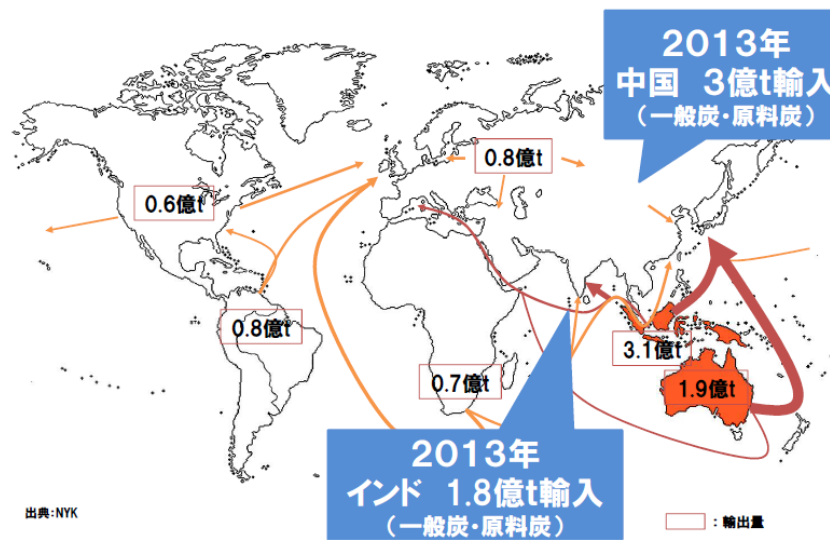 2013年
中国 3億t輸入
（一般炭・原料炭）
0.8億t
0.6億t
0.8億t
3.1億t
0.7億t
1.9億t
2013年
インド 1.8億t輸入
（一般炭・原料炭）
出典:NYK
：輸出量